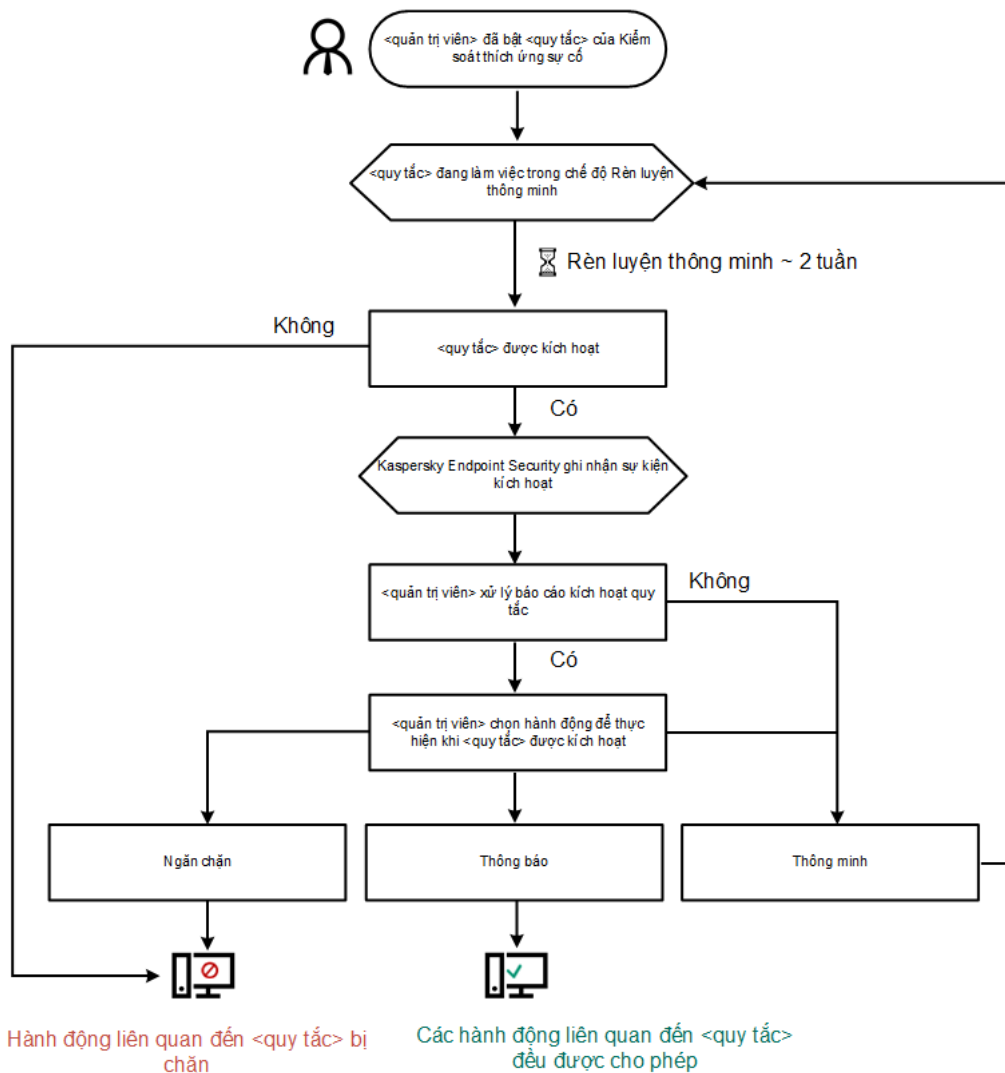 <quản trị viên> đã bật <quy tắc> của Kiểm
soát thích ứng sự cố
<quy tắc> đang làm việc trong chế độ Rèn luyện
thông minh
Rèn luyện thông minh ~ 2 tuần
Không
<quy tắc> được kích hoạt
Có
Kaspersky Endpoint Security ghi nhận sự kiện
kích hoạt
<quản trị viên> xử lý báo cáo kích hoạt quy
tắc
Không
Có
<quản trị viên> chọn hành động để thực
hiện khi <quy tắc> được kích hoạt
Ngăn chặn
Thông báo
Thông minh
Hành động liên quan đến <quy tắc> bị
chăn
Các hành động liên quan đến <quy tắc>
đều được cho phép